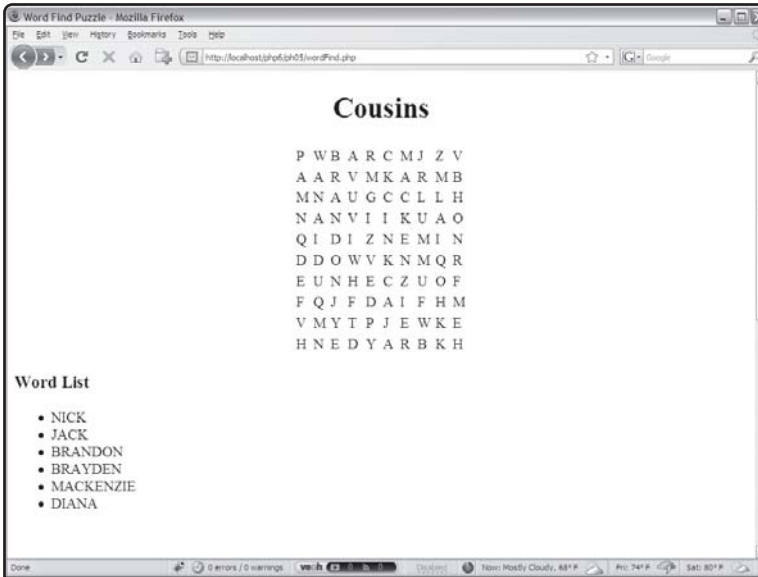 Word Find Puzzle - Mozilla Firefox
File Edit View History Bookmarks Tools Help
http://localhost/php6/ph05/wordFind.php Google
Cousins
P W B A R C M J Z V
A A R V M K A R M B
M N A U G C C L L H
N A N V I I K U A O
Q I D I Z N E M I N
D D O W V K N M Q R
E U N H E C Z U O F
F Q J F D A I F H M
V M Y T P J E W K E
H N E D Y A R B K H
Word List
• NICK
• JACK
• BRANDON
• BRAYDEN
• MACKENZIE
• DIANA
Done 0 errors / 0 warnings Disabled Now: Mostly Cloudy, 68° F Fri: 74° F Sat: 80° F